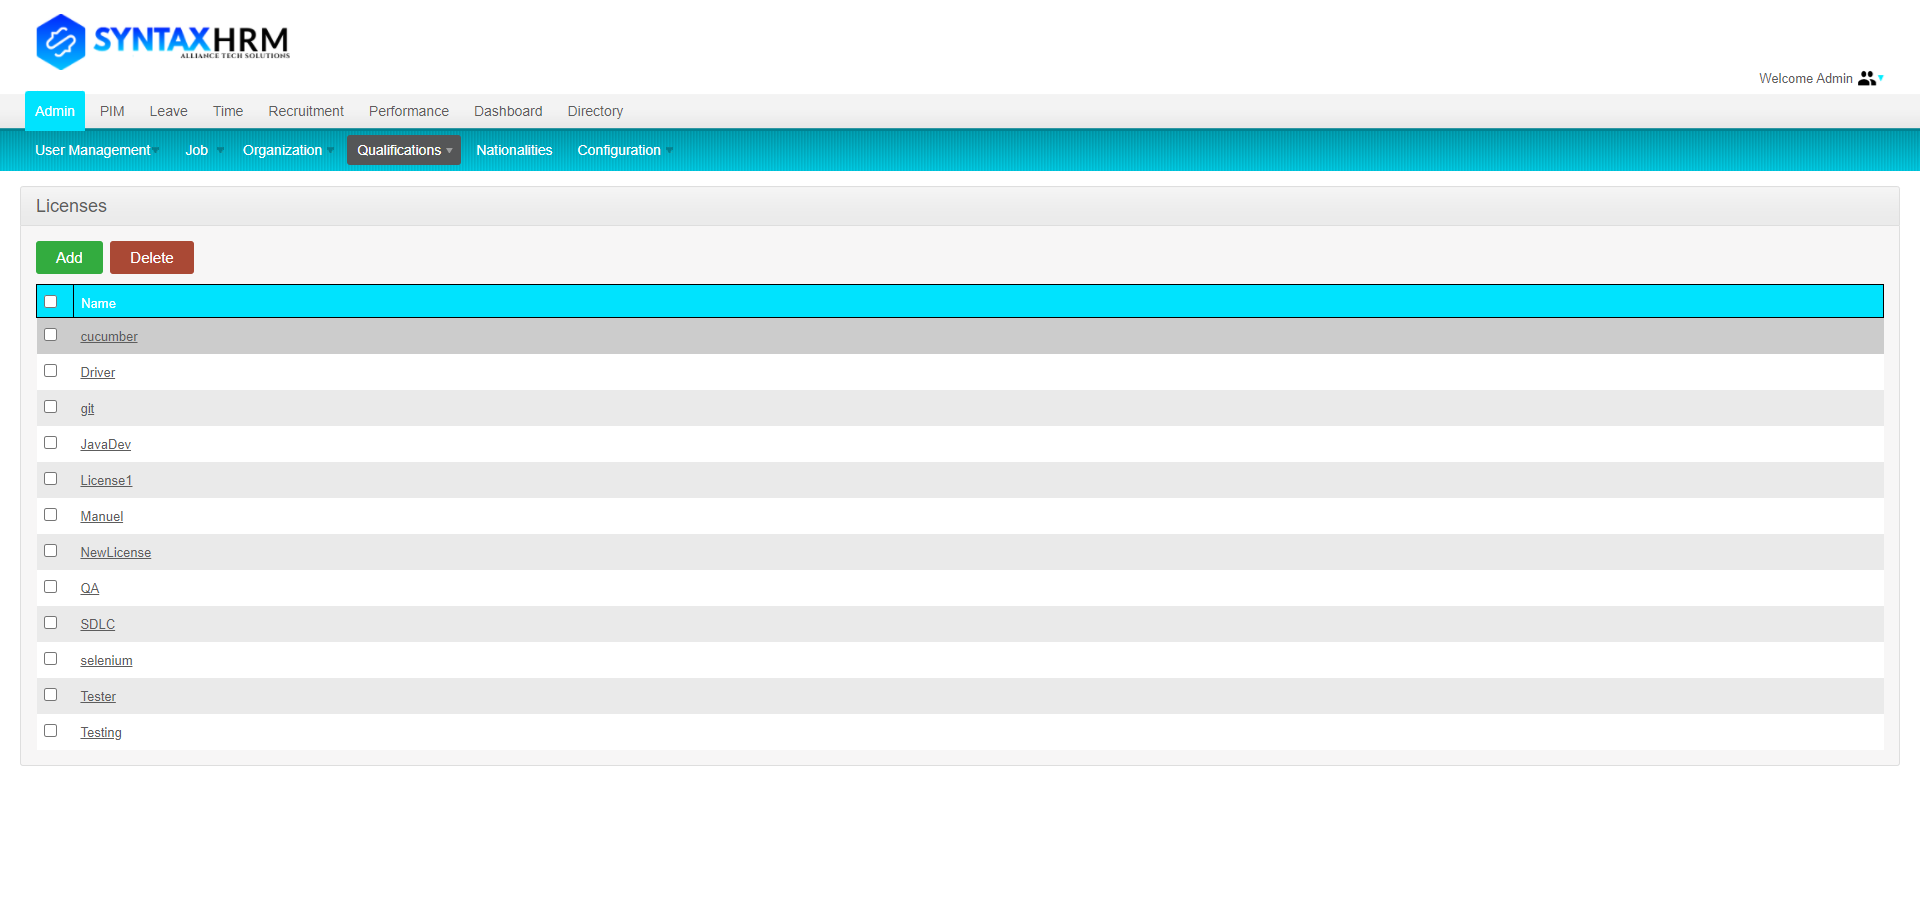 SYNTAXHRM
ALLIANCE TECH SOLUTIONS
Welcome Admin
Admin PIM Leave Time Recruitment Performance Dashboard Directory
User Management Job Organization Qualifications Nationalities Configuration
Licenses
Add Delete
Name
cucumber
Driver
git
JavaDev
License1
Manuel
NewLicense
QA
SDLC
selenium
Tester
Testing